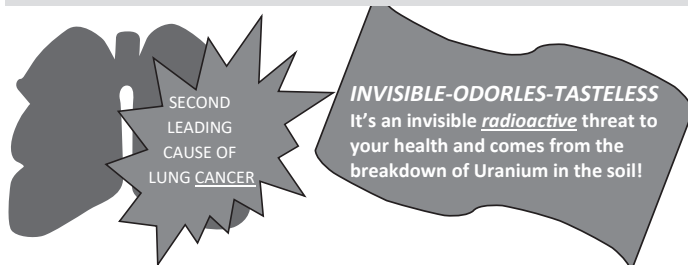 SECOND
LEADING
CAUSE OF
LUNG CANCER
INVISIBLE-ODORLES-TASTELESS
It's an invisible radioactive threat to
your health and comes from the
breakdown of Uranium in the soil!